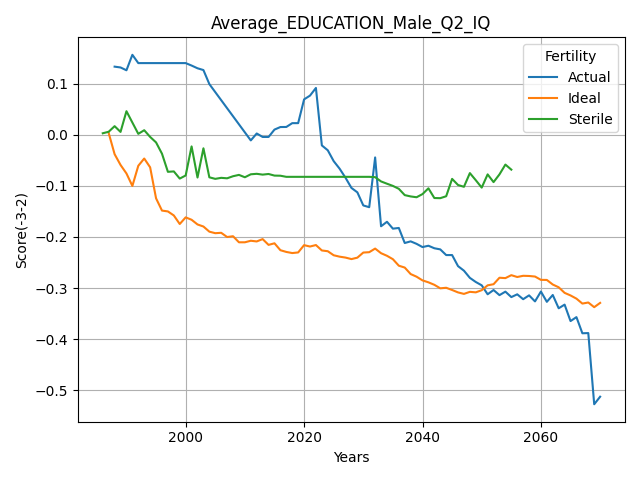 Average_EDUCATION_Male_Q2_IQ
Fertility
Actual
Ideal
Sterile
Score(-3-2)
0.1
0.0
−0.1
−0.2
−0.3
−0.4
−0.5
2000
2020
2040
2060
Years